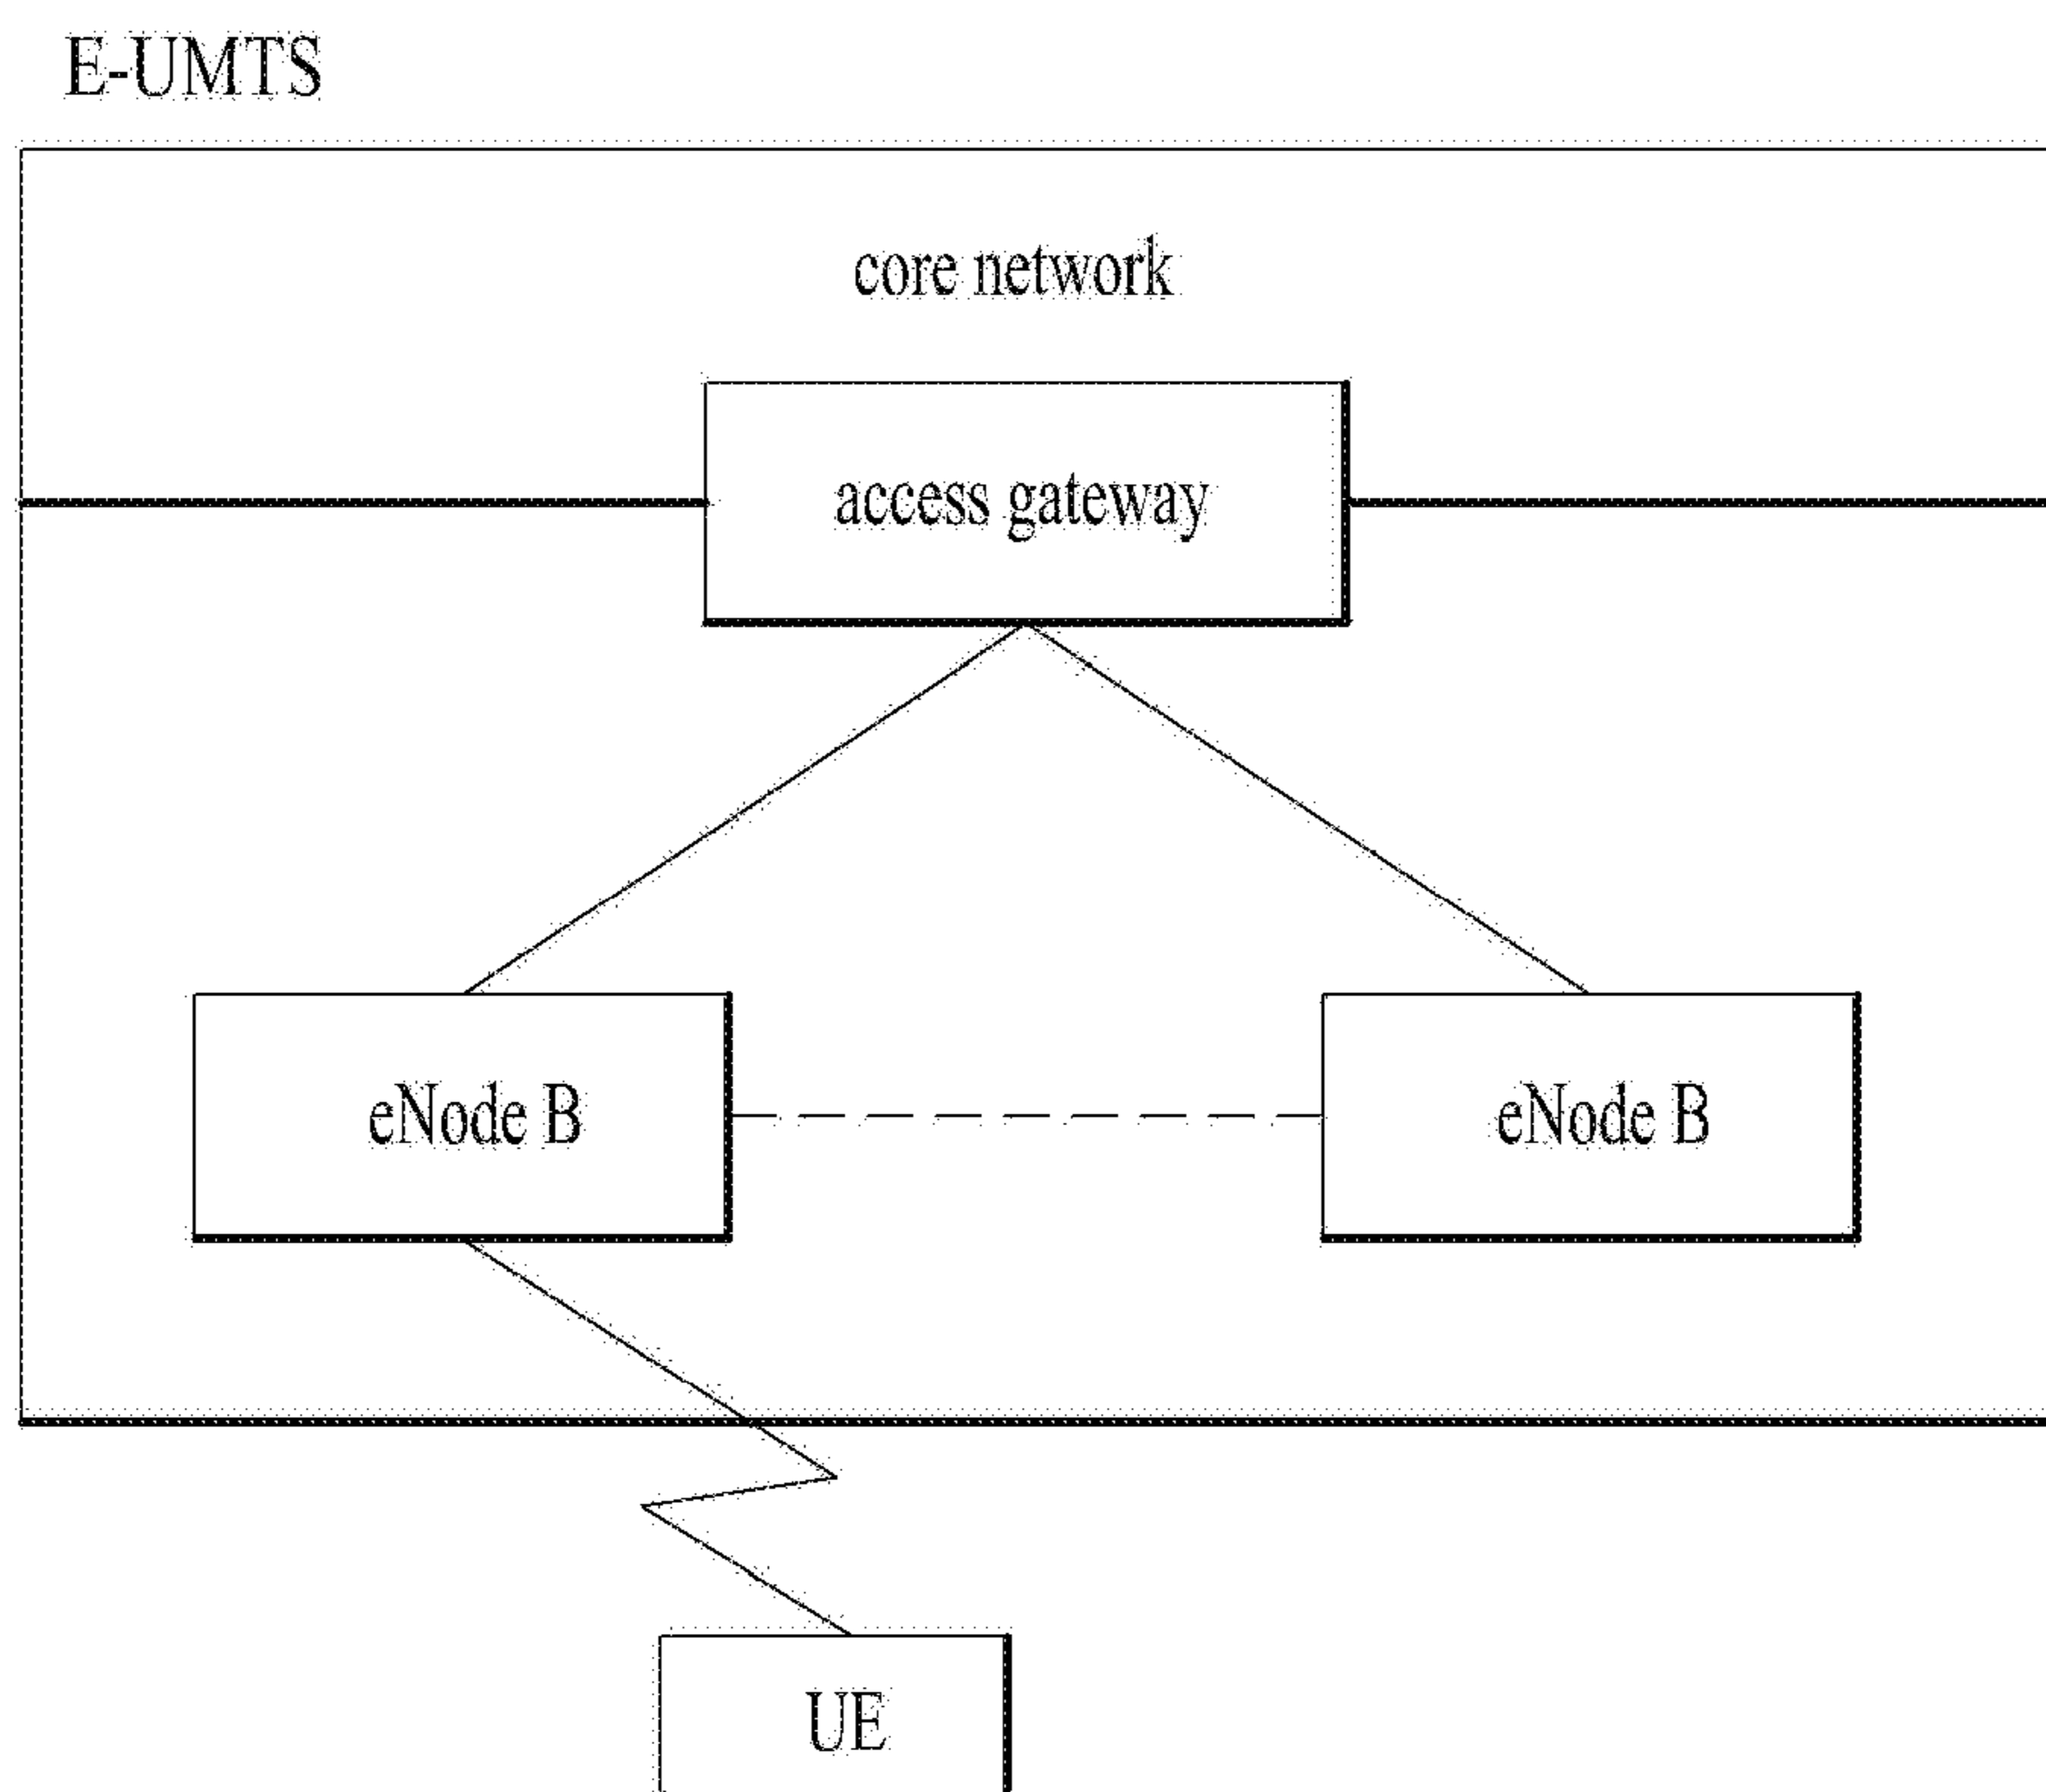 E-UMTS
core network
access gateway
eNode B
eNode B
UE